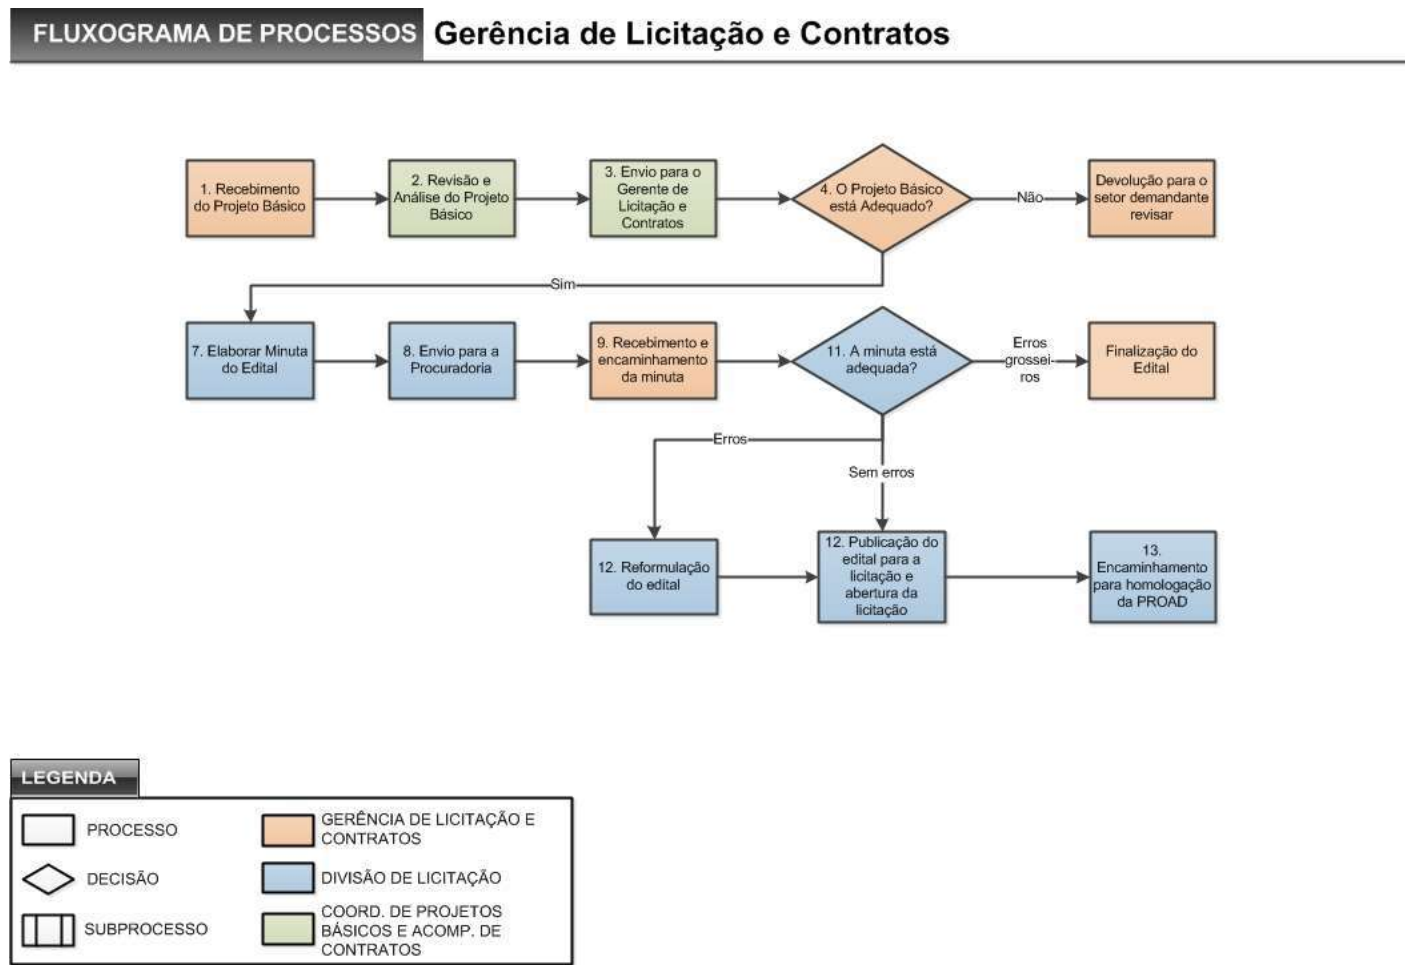 FLUXOGRAMA DE PROCESSOS Gerência de Licitação e Contratos
1. Recebimento
do Projeto Básico
2. Revisão e
Análise do Projeto
Básico
3. Envio para o
Gerente de
Licitação e
Contratos
4. O Projeto Básico
está Adequado?
Não
Devolução para o
setor demandante
revisar
Sim
7. Elaborar Minuta
do Edital
8. Envio para a
Procuradoria
9. Recebimento e
encaminhamento
da minuta
11. A minuta está
adequada?
Erros
grossei-
ros
Finalização do
Edital
Erros
Sem erros
12. Reformulação
do edital
12. Publicação do
edital para a
licitação e
abertura da
licitação
13.
Encaminhamento
para homologação
da PROAD
LEGENDA
PROCESSO
DECISÃO
SUBPROCESSO
GERÊNCIA DE LICITAÇÃO E
CONTRATOS
DIVISÃO DE LICITAÇÃO
COORD. DE PROJETOS
BÁSICOS E ACOMP. DE
CONTRATOS